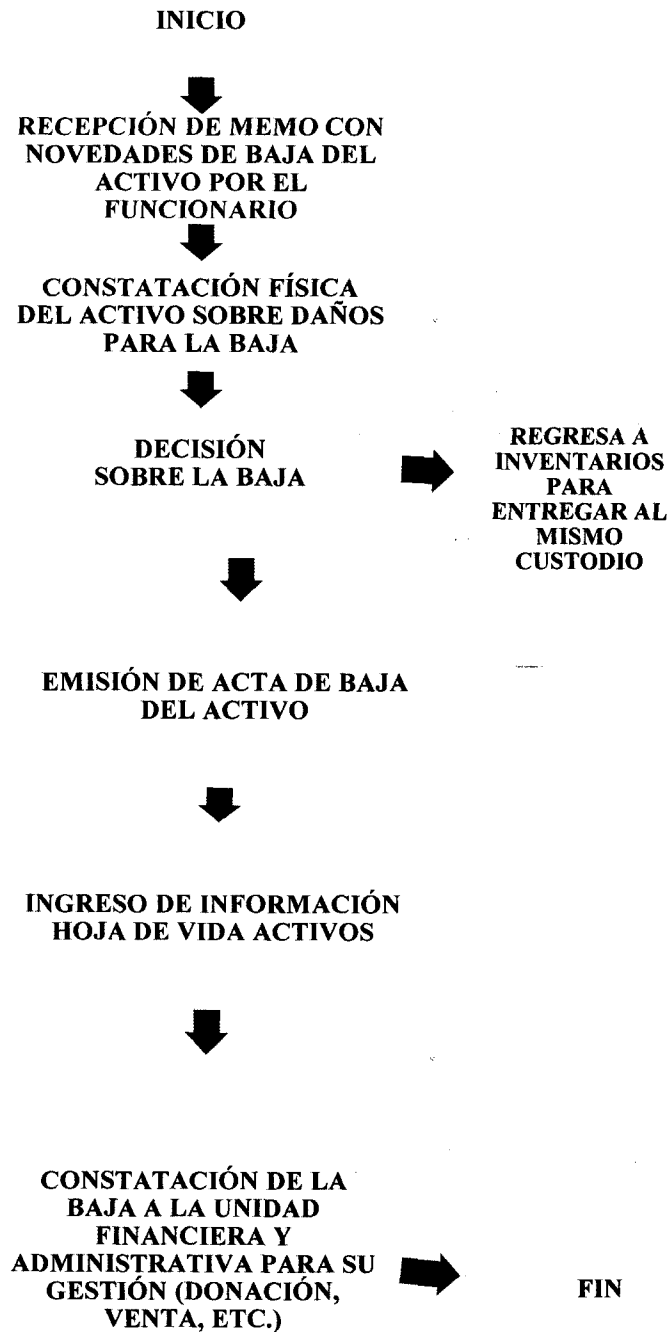 INICIO
RECEPCIÓN DE MEMO CON
NOVEDADES DE BAJA DEL
ACTIVO POR EL
FUNCIONARIO
CONSTATACIÓN FÍSICA
DEL ACTIVO SOBRE DAÑOS
PARA LA BAJA
DECISIÓN
SOBRE LA BAJA
REGRESA A
INVENTARIOS
PARA
ENTREGAR AL
MISMO
CUSTODIO
EMISIÓN DE ACTA DE BAJA
DEL ACTIVO
INGRESO DE INFORMACIÓN
HOJA DE VIDA ACTIVOS
CONSTATACIÓN DE LA
BAJA A LA UNIDAD
FINANCIERA Y
ADMINISTRATIVA PARA SU
GESTIÓN (DONACIÓN,
VENTA, ETC.)
FIN